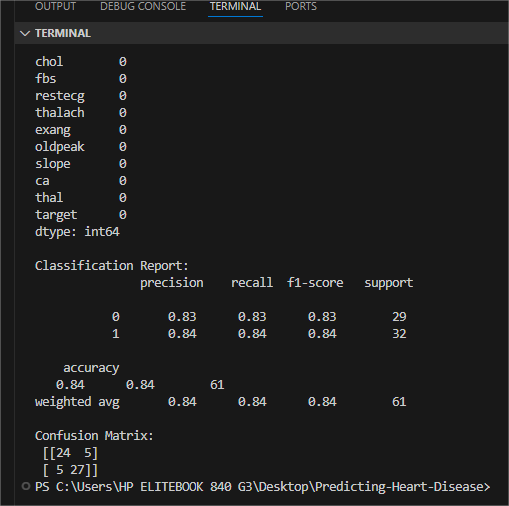 OUTPUT DEBUG CONSOLE TERMINAL PORTS
TERMINAL
chol 0
fbs 0
restecg 0
thalach 0
exang 0
oldpeak 0
slope 0
ca 0
thal 0
target 0
dtype: int64
Classification Report:
precision recall f1-score support
0 0.83 0.83 0.83 29
1 0.84 0.84 0.84 32
accuracy
0.84 0.84 61
weighted avg 0.84 0.84 0.84 61
Confusion Matrix:
[[24 5]
[ 5 27]]
PS C:\Users\HP ELITEBOOK 840 G3\Desktop\Predicting-Heart-Disease>